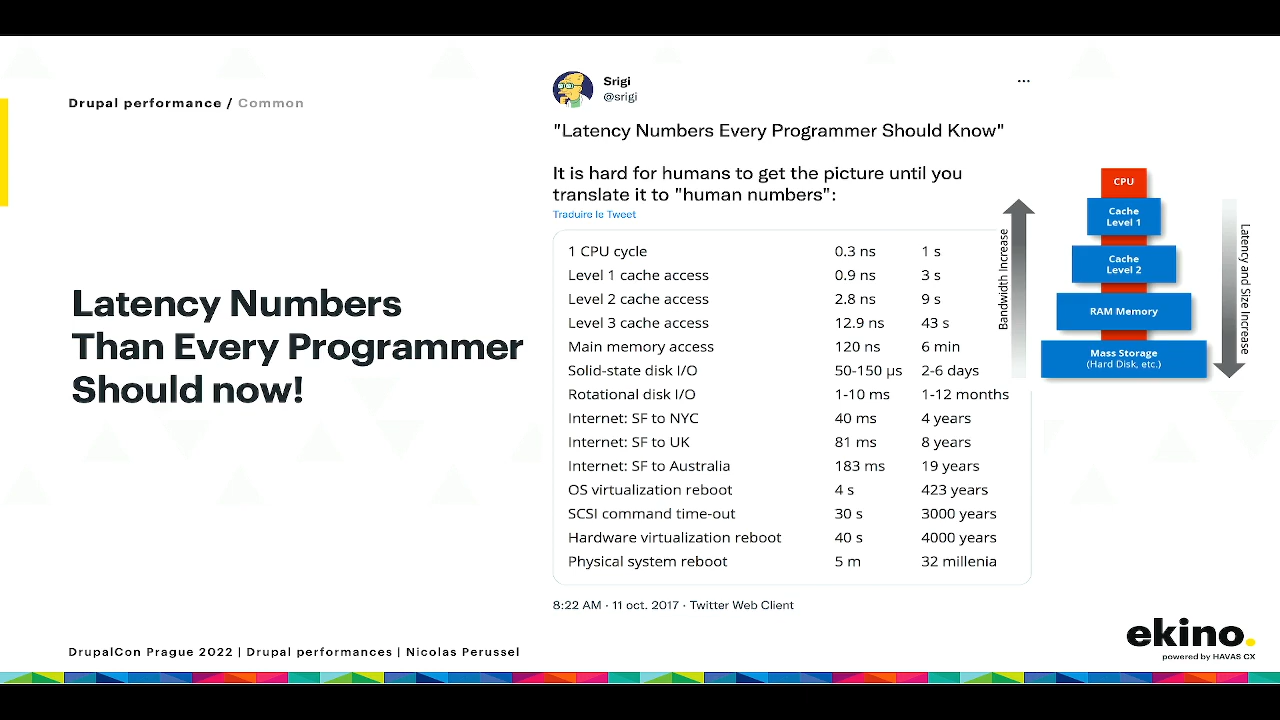 Drupal performance / Common
Latency Numbers
Than Every Programmer
Should now!
Srigi
@srigi
...
"Latency Numbers Every Programmer Should Know"
It is hard for humans to get the picture until you
translate it to "human numbers":
Traduire le Tweet
1 CPU cycle 0.3 ns 1 s
Level 1 cache access 0.9 ns 3 s
Level 2 cache access 2.8 ns 9 s
Level 3 cache access 12.9 ns 43 s
Main memory access 120 ns 6 min
Solid-state disk I/O 50-150 μs 2-6 days
Rotational disk I/O 1-10 ms 1-12 months
Internet: SF to NYC 40 ms 4 years
Internet: SF to UK 81 ms 8 years
Internet: SF to Australia 183 ms 19 years
OS virtualization reboot 4 s 423 years
SCSI command time-out 30 s 3000 years
Hardware virtualization reboot 40 s 4000 years
Physical system reboot 5 m 32 millenia
8:22 AM · 11 oct. 2017 · Twitter Web Client
Bandwidth Increase
CPU
Cache
Level 1
Cache
Level 2
RAM Memory
Mass Storage
(Hard Disk, etc.)
Latency and Size Increase
DrupalCon Prague 2022 | Drupal performances | Nicolas Perussel
ekino.
powered by HAVAS CX